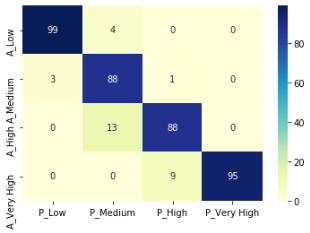 A_Low 99 4 0 0
A_Medium 3 88 1 0
A_High 0 13 88 0
A_Very High 0 0 9 95
P_Low P_Medium P_High P_Very High
80
60
40
20
0